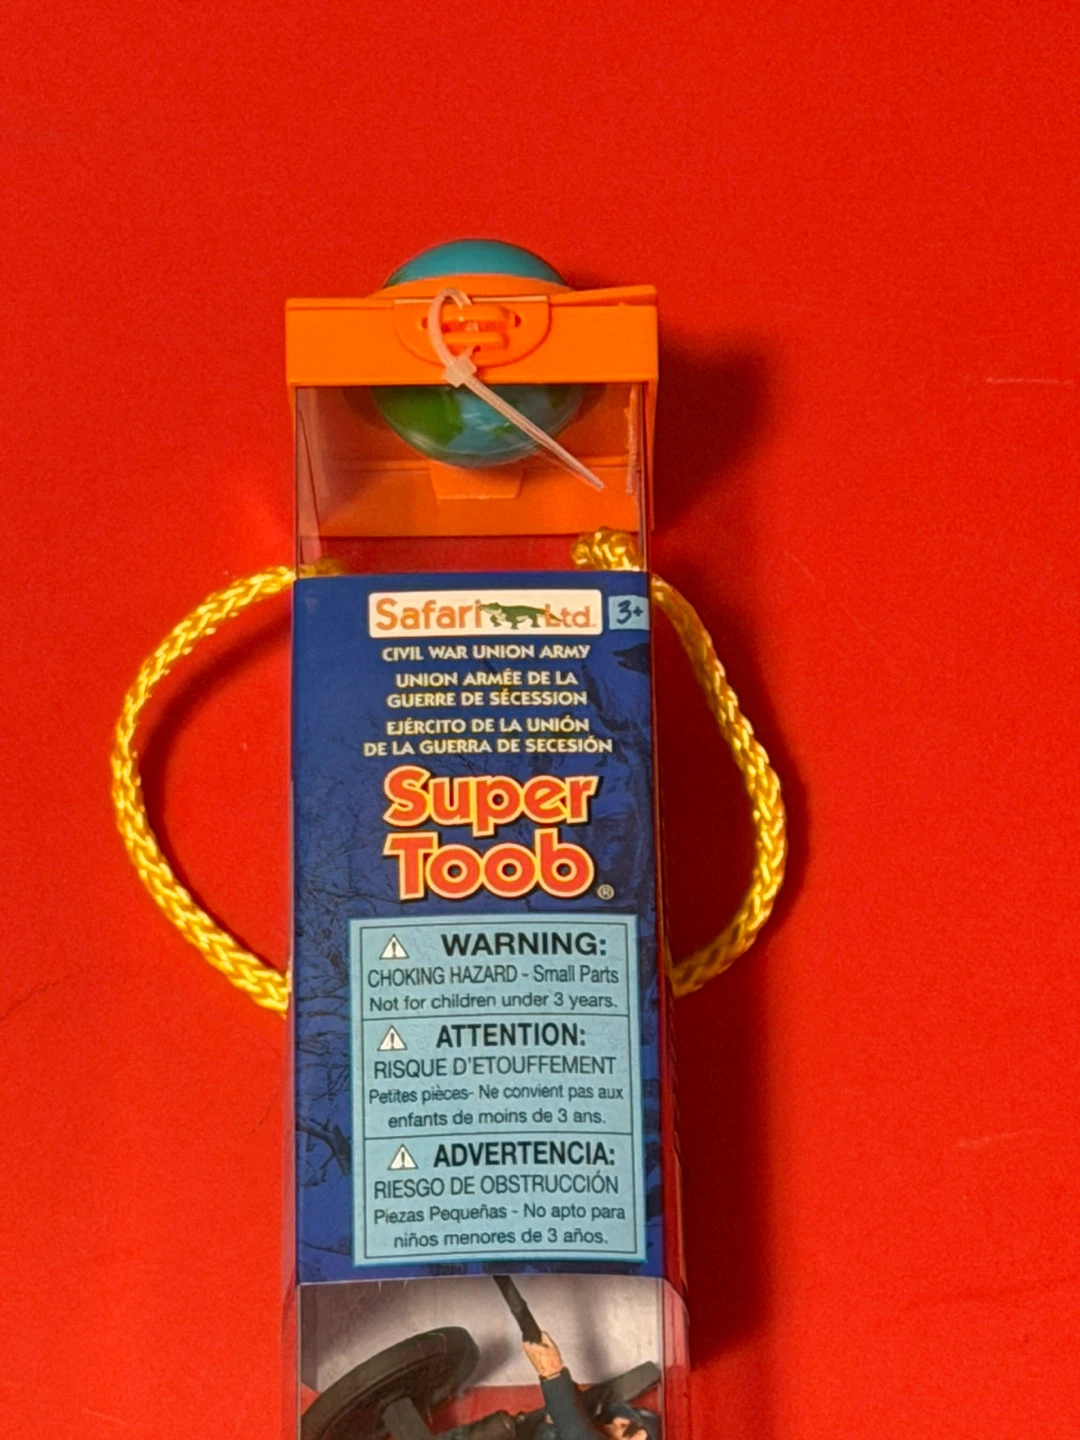 Safari Ltd.
3+
CIVIL WAR UNION ARMY
UNION ARMÉE DE LA
GUERRE DE SÉCESSION
EJÉRCITO DE LA UNIÓN
DE LA GUERRA DE SECESIÓN
Super
Toob®
WARNING:
CHOKING HAZARD - Small Parts
Not for children under 3 years.
ATTENTION:
RISQUE D'ETOUFFEMENT
Petites pièces- Ne convient pas aux
enfants de moins de 3 ans.
ADVERTENCIA:
RIESGO DE OBSTRUCCIÓN
Piezas Pequeñas - No apto para
niños menores de 3 años.